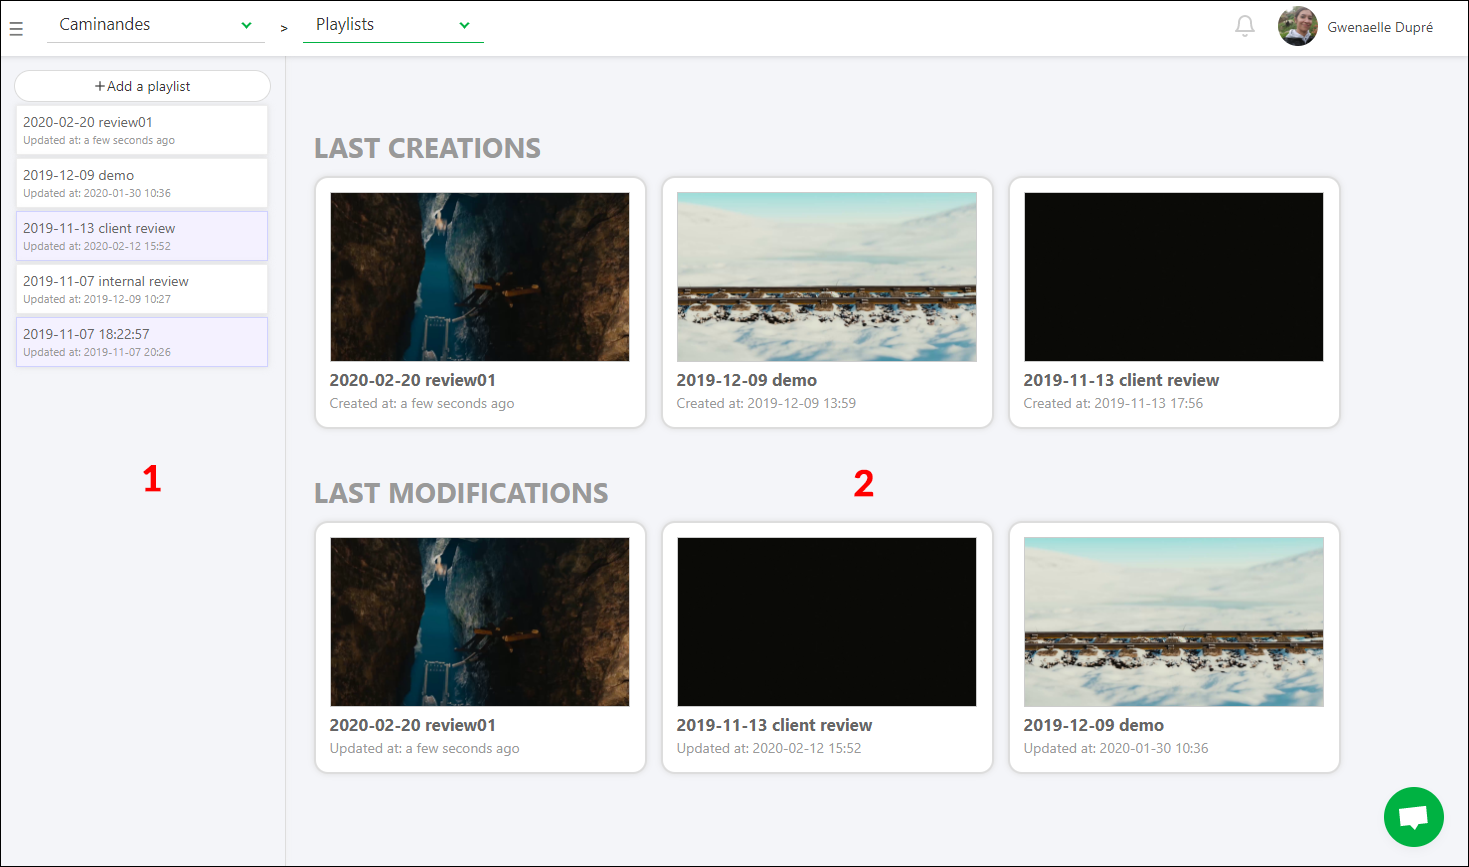 Caminandes
>
Playlists
Gwenaelle Dupré
+Add a playlist
2020-02-20 review01
Updated at: a few seconds ago
2019-12-09 demo
Updated at: 2020-01-30 10:36
2019-11-13 client review
Updated at: 2020-02-12 15:52
2019-11-07 internal review
Updated at: 2019-12-09 10:27
2019-11-07 18:22:57
Updated at: 2019-11-07 20:26
1
LAST CREATIONS
2020-02-20 review01
Created at: a few seconds ago
2019-12-09 demo
Created at: 2019-12-09 13:59
2019-11-13 client review
Created at: 2019-11-13 17:56
2
LAST MODIFICATIONS
2020-02-20 review01
Updated at: a few seconds ago
2019-11-13 client review
Updated at: 2020-02-12 15:52
2019-12-09 demo
Updated at: 2020-01-30 10:36